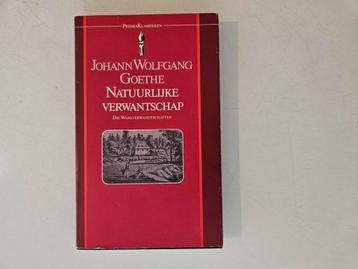 PrismaKlassieken
Johann Wolfgang
Goethe
Natuurlijke
verwantschap
Die Wahlverwandtschaften